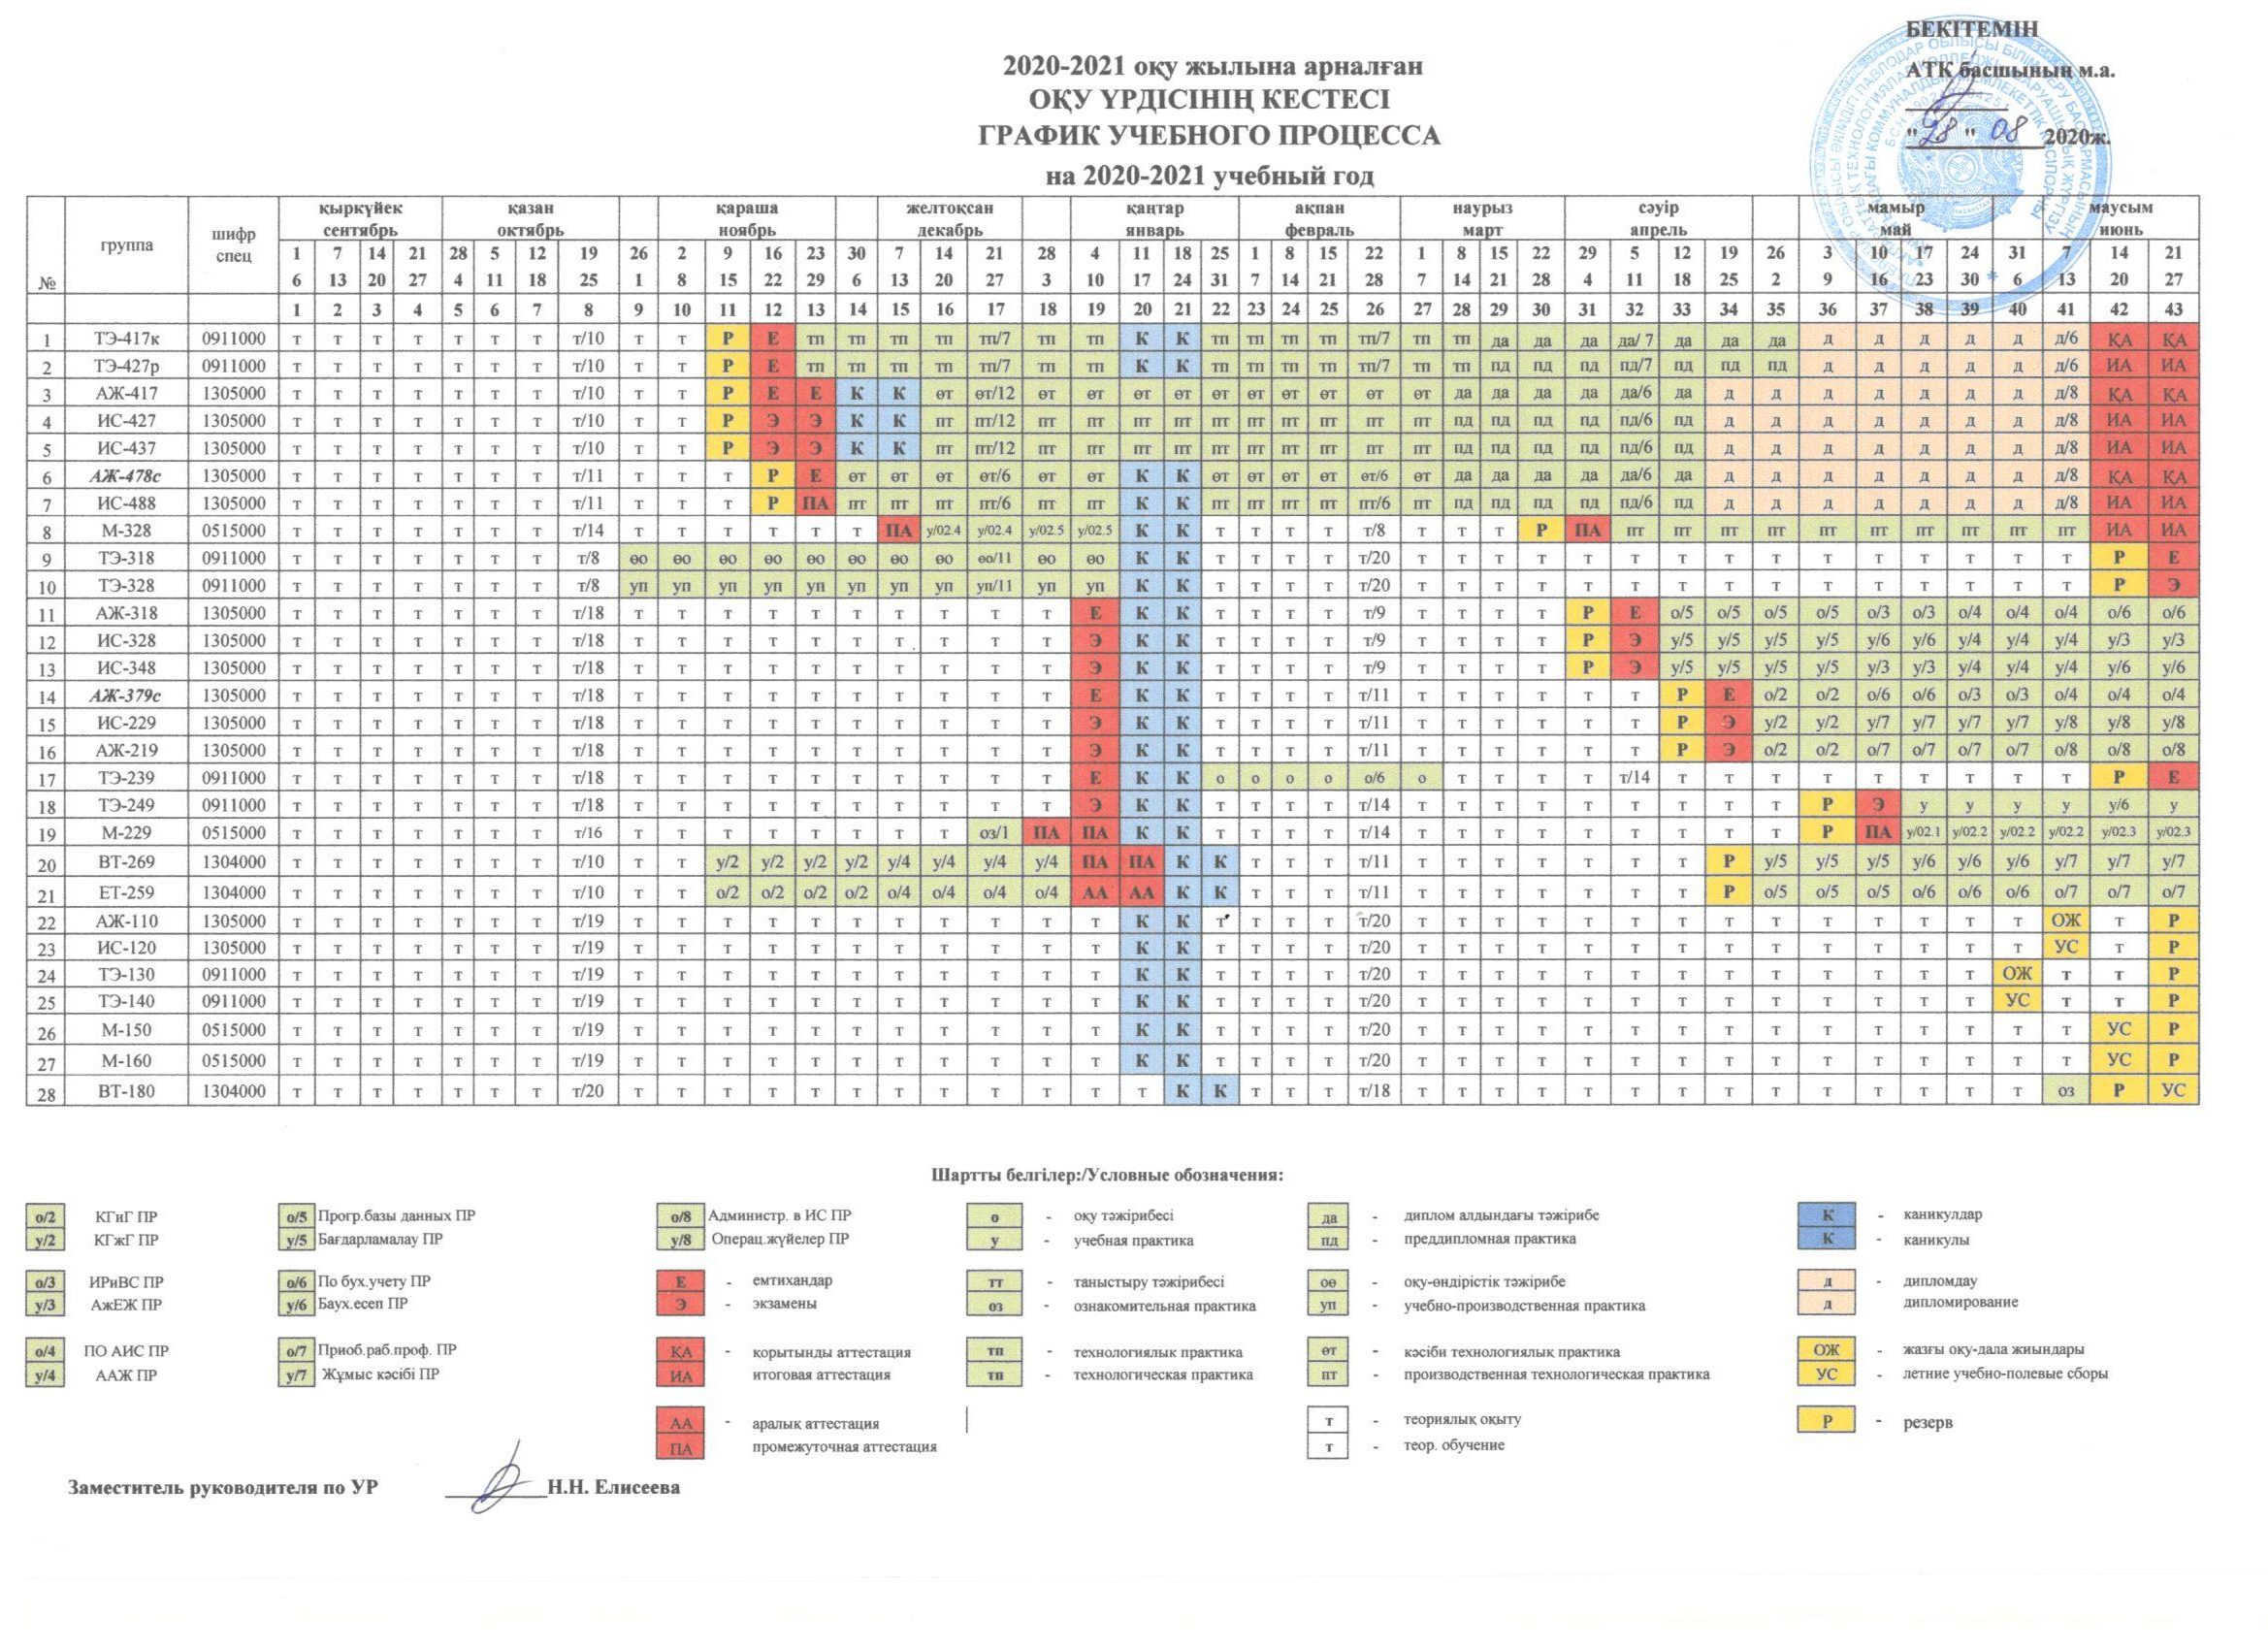 БЕКІТЕМІН
АТК басшының м.а.
"28" 08 2020ж.
2020-2021 оқу жылына арналған
ОҚУ ҮРДІСІНІҢ КЕСТЕСІ
ГРАФИК УЧЕБНОГО ПРОЦЕССА
на 2020-2021 учебный год
№ группа шифр спец
қыркүйек қазан қараша желтоқсан қаңтар ақпан наурыз сәуір мамыр маусым
сентябрь октябрь ноябрь декабрь январь февраль март апрель май июнь
1 7 14 21 28 5 12 19 26 2 9 16 23 30 7 14 21 28 4 11 18 25 1 8 15 22 1 8 15 22 29 5 12 19 26 3 10 17 24 31 7 14 21
6 13 20 27 4 11 18 25 1 8 15 22 29 6 13 20 27 3 10 17 24 31 7 14 21 28 7 14 21 28 4 11 18 25 2 9 16 23 30 6 13 20 27
1 2 3 4 5 6 7 8 9 10 11 12 13 14 15 16 17 18 19 20 21 22 23 24 25 26 27 28 29 30 31 32 33 34 35 36 37 38 39 40 41 42 43
1 ТЭ-417к 0911000 т т т т т т т т/10 т т Р Е тп тп тп тп тп/7 тп тп К К тп тп тп тп тп/7 тп тп да да да да/ 7 да да да д д д д д д/6 ҚА ҚА
2 ТЭ-427р 0911000 т т т т т т т т/10 т т Р Е тп тп тп тп тп/7 тп тп К К тп тп тп тп тп/7 тп тп пд пд пд пд/7 пд пд пд д д д д д д/6 ИА ИА
3 АЖ-417 1305000 т т т т т т т т/10 т т Р Е Е К К өт өт/12 өт өт өт өт өт өт өт өт өт өт да да да да да/6 да д д д д д д д д/8 ҚА ҚА
4 ИС-427 1305000 т т т т т т т т/10 т т Р Э Э К К пт пт/12 пт пт пт пт пт пт пт пт пт пт пд пд пд пд пд/6 пд д д д д д д д д/8 ИА ИА
5 ИС-437 1305000 т т т т т т т т/10 т т Р Э Э К К пт пт/12 пт пт пт пт пт пт пт пт пт пт пд пд пд пд пд/6 пд д д д д д д д д/8 ИА ИА
6 АЖ-478с 1305000 т т т т т т т т/11 т т т Р Е өт өт өт өт/6 өт өт К К өт өт өт өт өт/6 өт да да да да да/6 да д д д д д д д д/8 ҚА ҚА
7 ИС-488 1305000 т т т т т т т т/11 т т т Р ПА пт пт пт пт/6 пт пт К К пт пт пт пт пт/6 пт пд пд пд пд пд/6 пд д д д д д д д д/8 ИА ИА
8 М-328 0515000 т т т т т т т т/14 т т т т т т ПА у/02.4 у/02.4 у/02.5 у/02.5 К К т т т т т/8 т т т Р ПА пт пт пт пт пт пт пт пт пт пт ИА ИА
9 ТЭ-318 0911000 т т т т т т т т/8 өо өо өо өо өо өо өо өо өо/11 өо өо К К т т т т т/20 т т т т т т т т т т т т т т т Р Е
10 ТЭ-328 0911000 т т т т т т т т/8 уп уп уп уп уп уп уп уп уп/11 уп уп К К т т т т т/20 т т т т т т т т т т т т т т т Р Э
11 АЖ-318 1305000 т т т т т т т т/18 т т т т т т т т т т Е К К т т т т т/9 т т т т Р Е о/5 о/5 о/5 о/5 о/3 о/3 о/4 о/4 о/4 о/6 о/6
12 ИС-328 1305000 т т т т т т т т/18 т т т т т т т т т т Э К К т т т т т/9 т т т т Р Э у/5 у/5 у/5 у/5 у/6 у/6 у/4 у/4 у/4 у/3 у/3
13 ИС-348 1305000 т т т т т т т т/18 т т т т т т т т т т Э К К т т т т т/9 т т т т Р Э у/5 у/5 у/5 у/5 у/3 у/3 у/4 у/4 у/4 у/6 у/6
14 АЖ-379с 1305000 т т т т т т т т/18 т т т т т т т т т т Е К К т т т т т/11 т т т т т т Р Е о/2 о/2 о/6 о/6 о/3 о/3 о/4 о/4 о/4
15 ИС-229 1305000 т т т т т т т т/18 т т т т т т т т т т Э К К т т т т т/11 т т т т т т Р Э у/2 у/2 у/7 у/7 у/7 у/7 у/8 у/8 у/8
16 АЖ-219 1305000 т т т т т т т т/18 т т т т т т т т т т Э К К т т т т т/11 т т т т т т Р Э о/2 о/2 о/7 о/7 о/7 о/7 о/8 о/8 о/8
17 ТЭ-239 0911000 т т т т т т т т/18 т т т т т т т т т т Е К К о о о о о/6 о т т т т т/14 т т т т т т т т т Р Е
18 ТЭ-249 0911000 т т т т т т т т/18 т т т т т т т т т т Э К К т т т т т/14 т т т т т т т т т Р Э у у у у у/6 у
19 М-229 0515000 т т т т т т т т/16 т т т т т т т т оз/1 ПА ПА К К т т т т т/14 т т т т т т т т т Р ПА у/02.1 у/02.2 у/02.2 у/02.2 у/02.3 у/02.3
20 ВТ-269 1304000 т т т т т т т т/10 т т у/2 у/2 у/2 у/2 у/4 у/4 у/4 у/4 ПА ПА К К т т т т/11 т т т т т т т Р у/5 у/5 у/5 у/6 у/6 у/6 у/7 у/7 у/7
21 ЕТ-259 1304000 т т т т т т т т/10 т т о/2 о/2 о/2 о/2 о/4 о/4 о/4 о/4 АА АА К К т т т т/11 т т т т т т т Р о/5 о/5 о/5 о/6 о/6 о/6 о/7 о/7 о/7
22 АЖ-110 1305000 т т т т т т т т/19 т т т т т т т т т т т К К т т т т т/20 т т т т т т т т т т т т т т ОЖ т Р
23 ИС-120 1305000 т т т т т т т т/19 т т т т т т т т т т т К К т т т т т/20 т т т т т т т т т т т т т т УС т Р
24 ТЭ-130 0911000 т т т т т т т т/19 т т т т т т т т т т т К К т т т т т/20 т т т т т т т т т т т т т ОЖ т т Р
25 ТЭ-140 0911000 т т т т т т т т/19 т т т т т т т т т т т К К т т т т т/20 т т т т т т т т т т т т т УС т т Р
26 М-150 0515000 т т т т т т т т/19 т т т т т т т т т т т К К т т т т т/20 т т т т т т т т т т т т т т т УС Р
27 М-160 0515000 т т т т т т т т/19 т т т т т т т т т т т К К т т т т т/20 т т т т т т т т т т т т т т т УС Р
28 ВТ-180 1304000 т т т т т т т т/20 т т т т т т т т т т т т К К т т т т/18 т т т т т т т т т т т т т т оз Р УС
Шартты белгілер:/Условные обозначения:
о/2 КГиГ ПР
у/2 КГжГ ПР
о/3 ИРиВС ПР
у/3 АжЕЖ ПР
о/4 ПО АИС ПР
у/4 ААЖ ПР
о/5 Прогр.базы данных ПР
у/5 Бағдарламалау ПР
о/6 По бух.учету ПР
у/6 Баух.есеп ПР
о/7 Приоб.раб.проф. ПР
у/7 Жұмыс кәсібі ПР
о/8 Администр. в ИС ПР
у/8 Операц.жүйелер ПР
Е - емтихандар
Э - экзамены
ҚА - қорытынды аттестация
ИА итоговая аттестация
АА - аралық аттестация
ПА промежуточная аттестация
о - оқу тәжірибесі
у - учебная практика
тт - таныстыру тәжірибесі
оз - ознакомительная практика
тп - технологиялық практика
тп - технологическая практика
да - диплом алдындағы тәжірибе
пд - преддипломная практика
оө - оқу-өндірістік тәжірибе
уп - учебно-производственная практика
өт - кәсіби технологиялық практика
пт - производственная технологическая практика
т - теориялық оқыту
т - теор. обучение
К - каникулдар
К - каникулы
д - дипломдау
д дипломирование
ОЖ - жазғы оқу-дала жиындары
УС - летние учебно-полевые сборы
Р - резерв
Заместитель руководителя по УР Н.Н. Елисеева